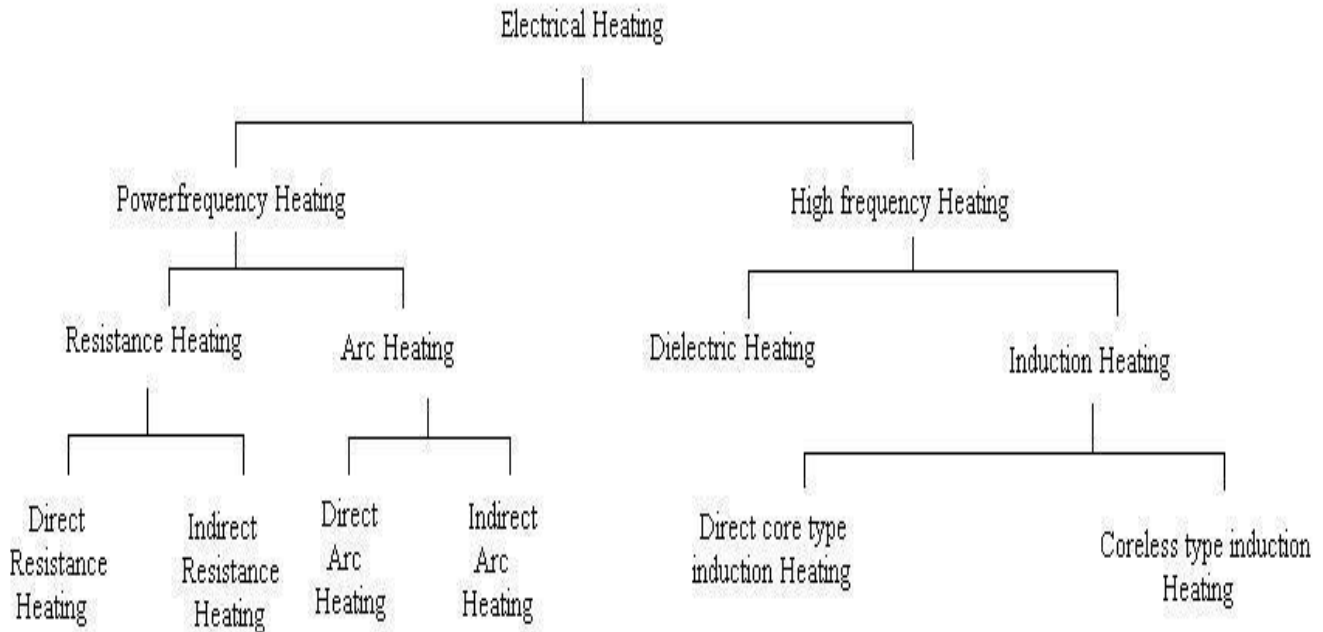 Electrical Heating
Powerfrequency Heating
High frequency Heating
Resistance Heating
Arc Heating
Dielectric Heating
Induction Heating
Direct
Resistance
Heating
Indirect
Resistance
Heating
Direct
Arc
Heating
Indirect
Arc
Heating
Direct core type
induction Heating
Coreless type induction
Heating